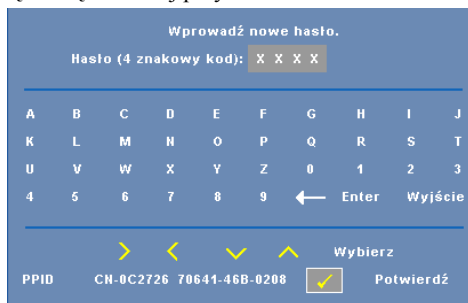 Wprowadź nowe hasło.
Hasło (4 znakowy kod): X X X X
A B C D E F G H I J
K L M N O P Q R S T
U V W X Y Z 0 1 2 3
4 5 6 7 8 9 Enter Wyjście
Wybierz
PPID CN-0C2726 70641-46B-0208 Potwierdź